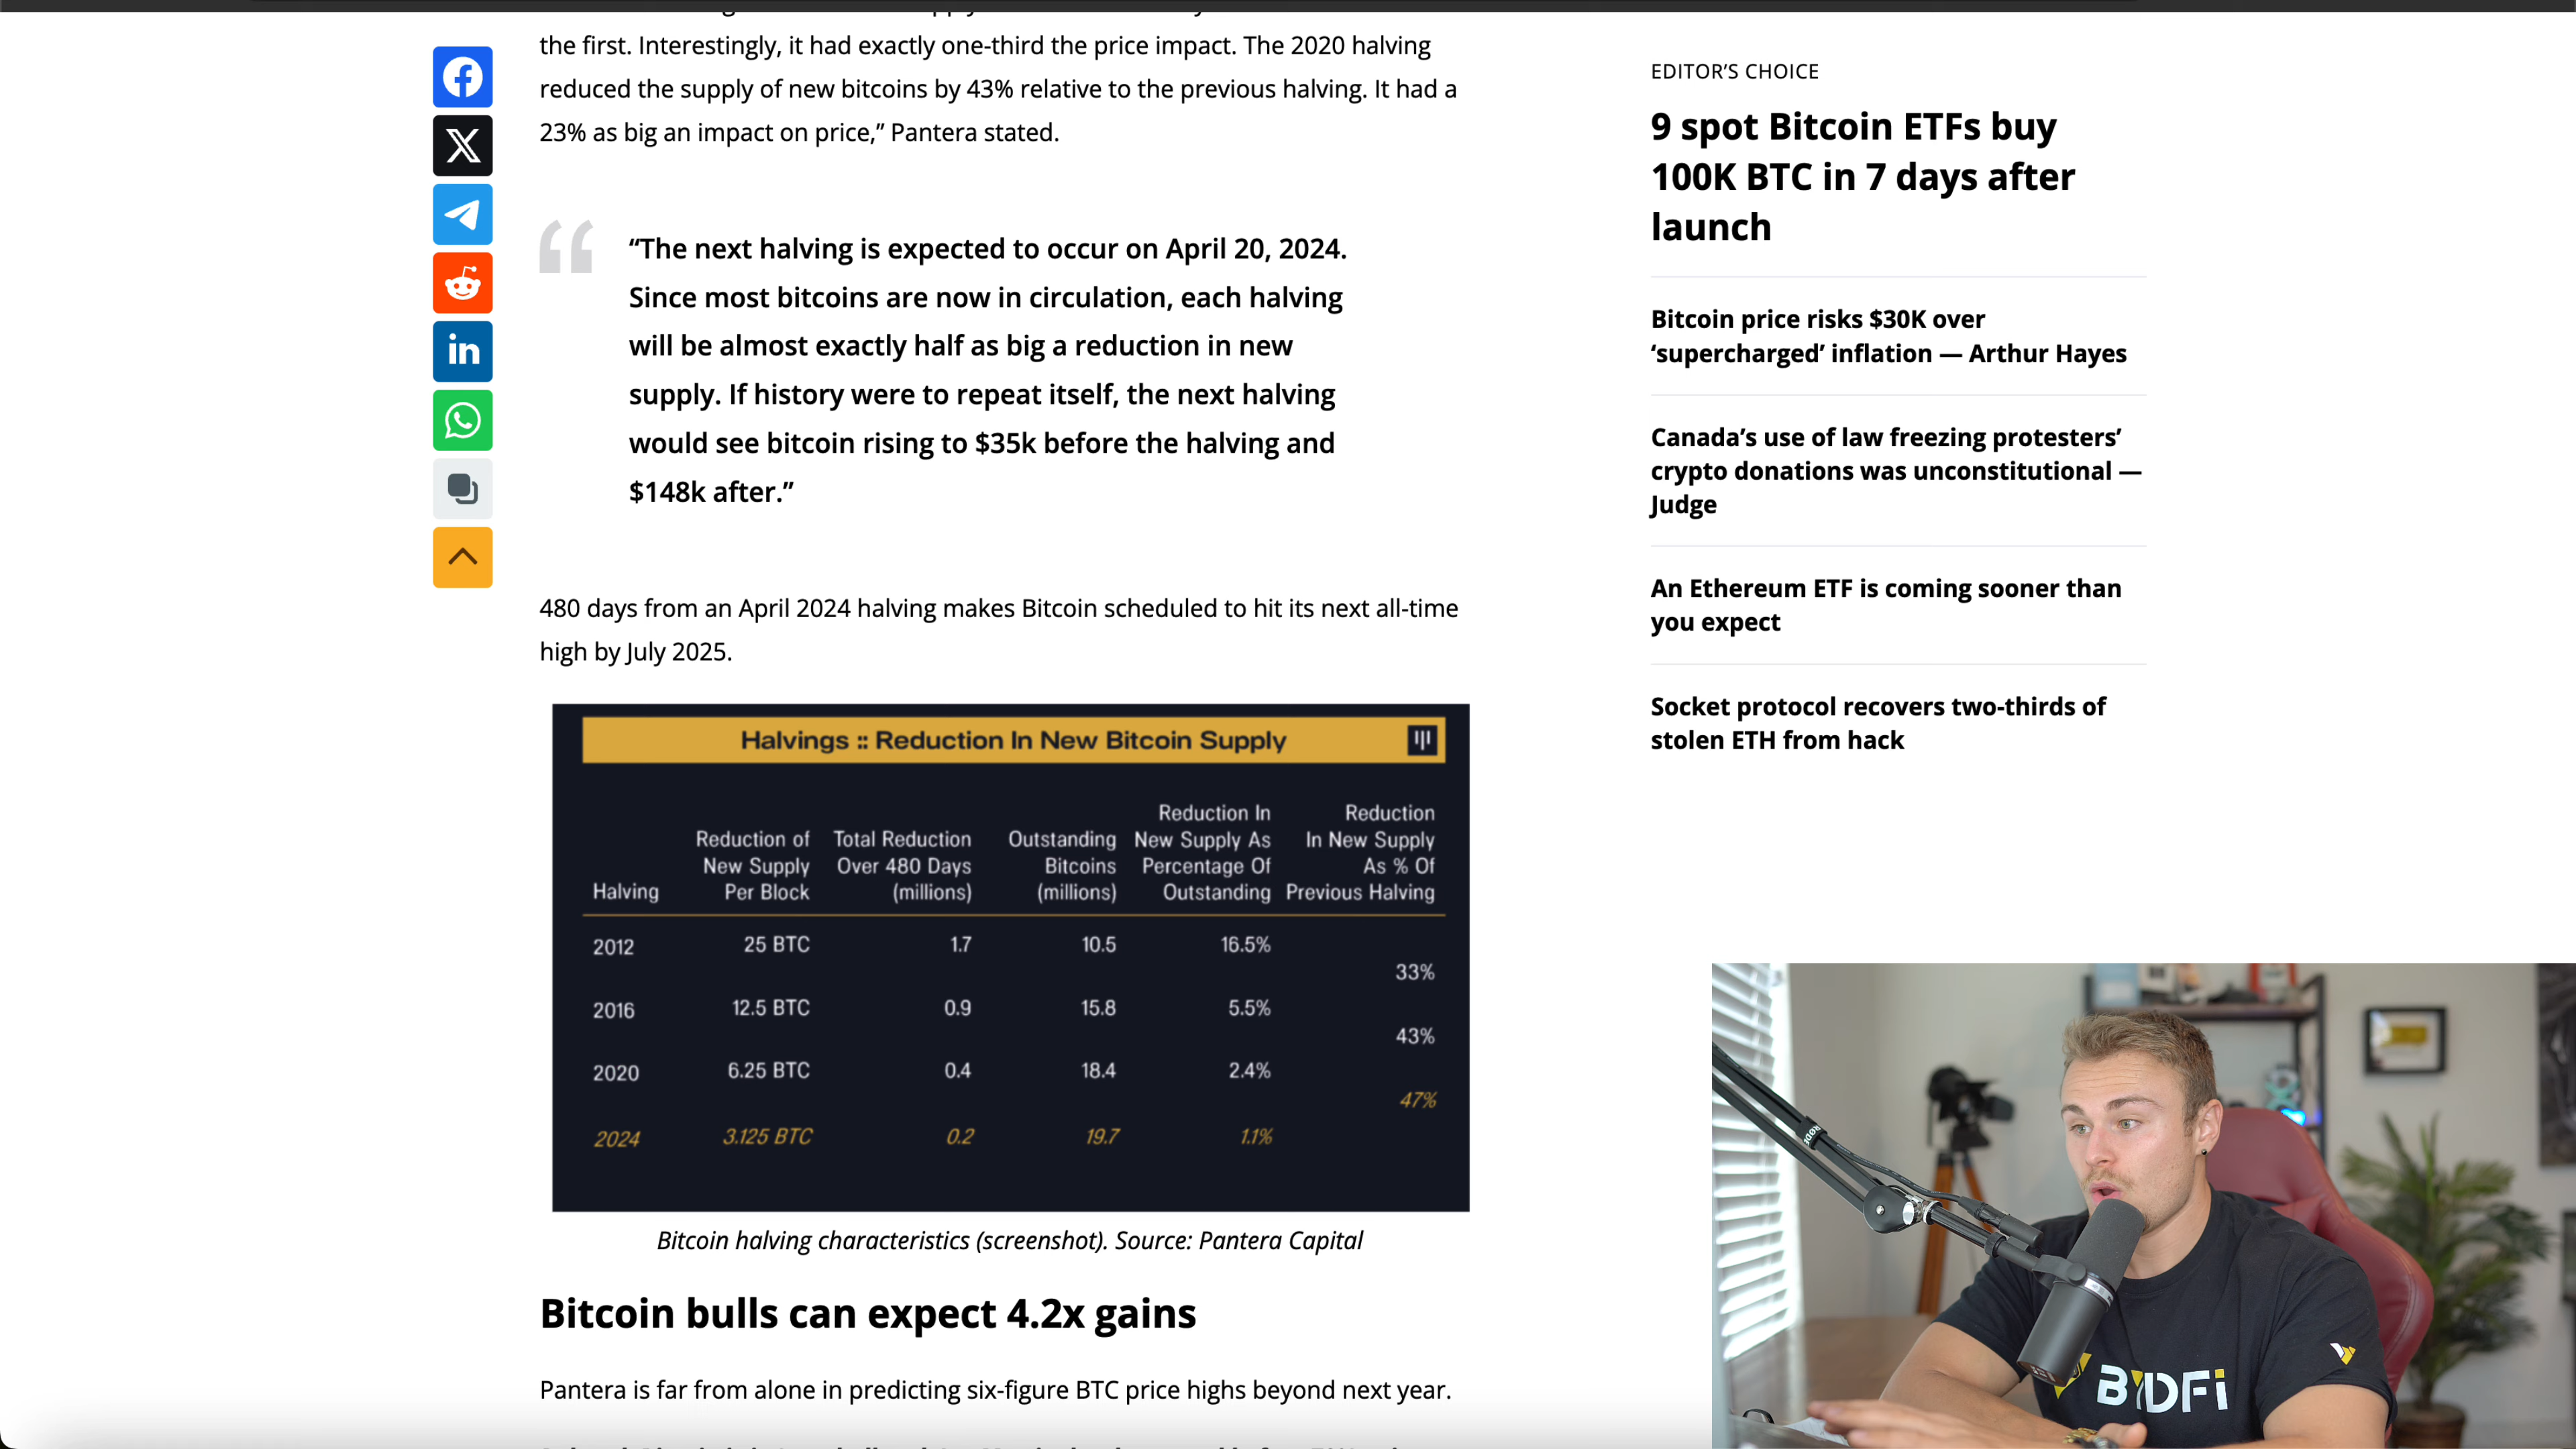 the first. Interestingly, it had exactly one-third the price impact. The 2020 halving
reduced the supply of new bitcoins by 43% relative to the previous halving. It had a
23% as big an impact on price,” Pantera stated.
“The next halving is expected to occur on April 20, 2024.
Since most bitcoins are now in circulation, each halving
will be almost exactly half as big a reduction in new
supply. If history were to repeat itself, the next halving
would see bitcoin rising to $35k before the halving and
$148k after.”
480 days from an April 2024 halving makes Bitcoin scheduled to hit its next all-time
high by July 2025.
Halvings :: Reduction In New Bitcoin Supply
Halving
Reduction of
New Supply
Per Block
Total Reduction
Over 480 Days
(millions)
Outstanding
Bitcoins
(millions)
Reduction In
New Supply As
Percentage Of
Outstanding
Reduction
In New Supply
As % Of
Previous Halving
2012 25 BTC 1.7 10.5 16.5%
33%
2016 12.5 BTC 0.9 15.8 5.5%
43%
2020 6.25 BTC 0.4 18.4 2.4%
47%
2024 3.125 BTC 0.2 19.7 1.1%
Bitcoin halving characteristics (screenshot). Source: Pantera Capital
Bitcoin bulls can expect 4.2x gains
Pantera is far from alone in predicting six-figure BTC price highs beyond next year.
EDITOR’S CHOICE
9 spot Bitcoin ETFs buy
100K BTC in 7 days after
launch
Bitcoin price risks $30K over
‘supercharged’ inflation — Arthur Hayes
Canada’s use of law freezing protesters’
crypto donations was unconstitutional —
Judge
An Ethereum ETF is coming sooner than
you expect
Socket protocol recovers two-thirds of
stolen ETH from hack
RØDE
BYDFi